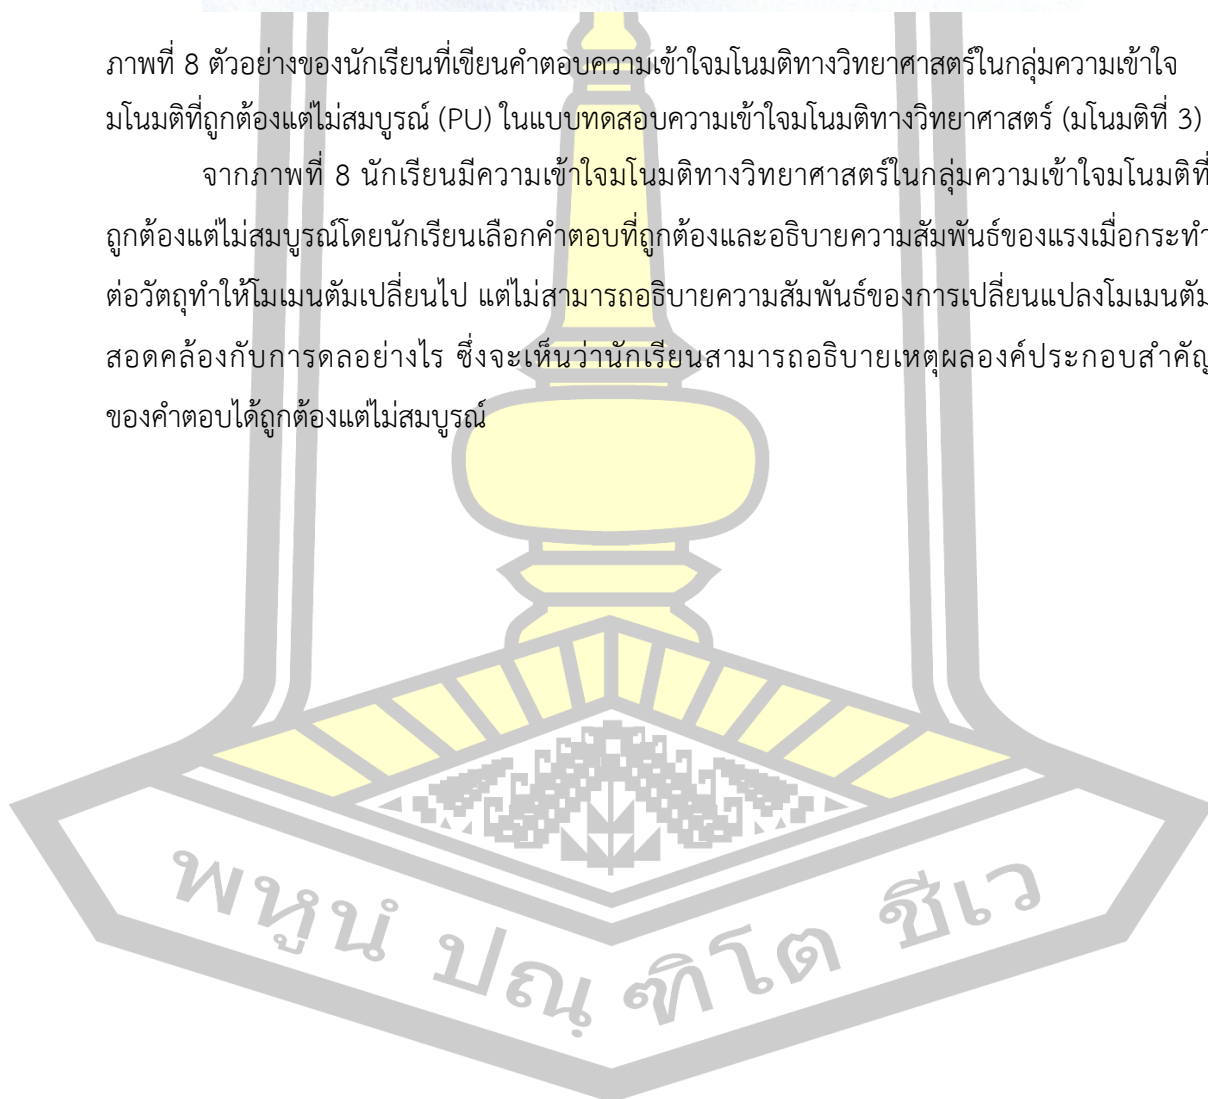 ภาพที่ 8 ตัวอย่างของนักเรียนที่เขียนคำตอบความเข้าใจมโนมติทางวิทยาศาสตร์ในกลุ่มความเข้าใจ
มโนมติที่ถูกต้องแต่ไม่สมบูรณ์ (PU) ในแบบทดสอบความเข้าใจมโนมติทางวิทยาศาสตร์ (มโนมติที่ 3)
จากภาพที่ 8 นักเรียนมีความเข้าใจมโนมติทางวิทยาศาสตร์ในกลุ่มความเข้าใจมโนมติที่
ถูกต้องแต่ไม่สมบูรณ์โดยนักเรียนเลือกคำตอบที่ถูกต้องและอธิบายความสัมพันธ์ของแรงเมื่อกระทำ
ต่อวัตถุทำให้โมเมนตัมเปลี่ยนไป แต่ไม่สามารถอธิบายความสัมพันธ์ของการเปลี่ยนแปลงโมเมนตัม
สอดคล้องกับการดลอย่างไร ซึ่งจะเห็นว่านักเรียนสามารถอธิบายเหตุผลองค์ประกอบสำคัญ
ของคำตอบได้ถูกต้องแต่ไม่สมบูรณ์
พหูนํ ปณฺฑิโต ชีเว